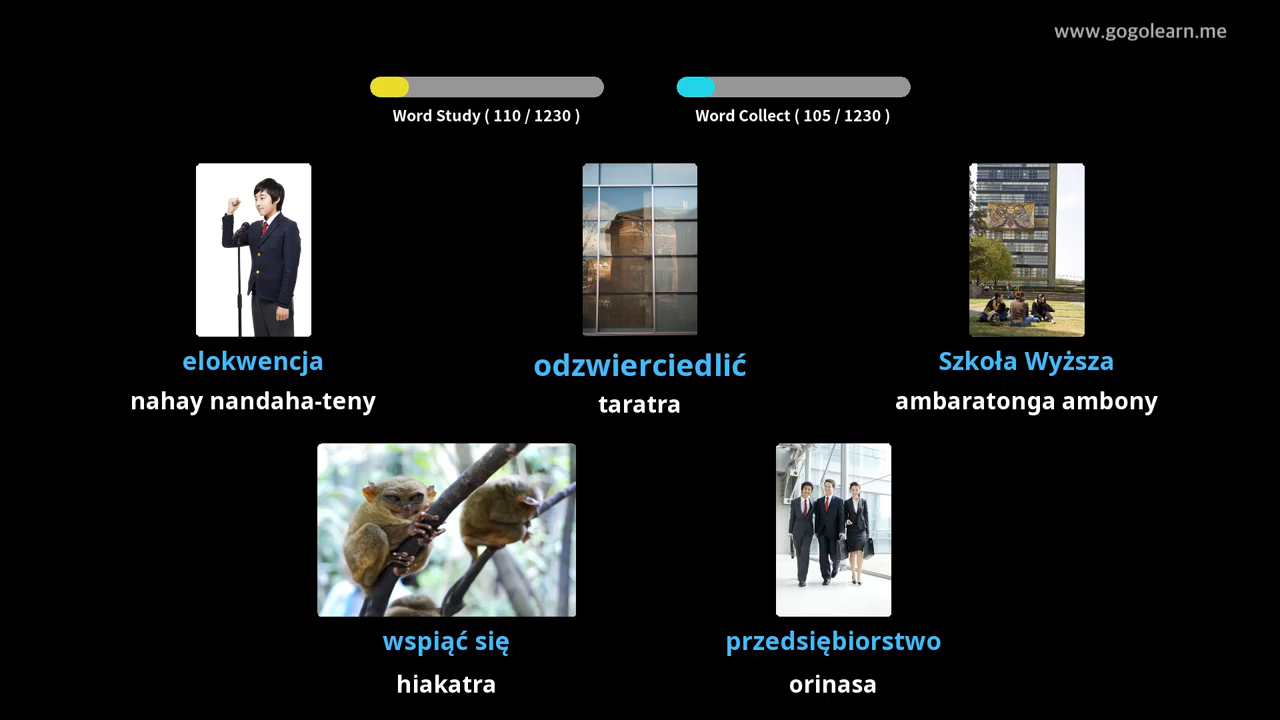 www.gogolearn.me
Word Study ( 110 / 1230 )
Word Collect ( 105 / 1230 )
elokwencja
nahay nandaha-teny
odzwierciedlić
taratra
Szkoła Wyższa
ambaratonga ambony
wspiąć się
hiakatra
przedsiębiorstwo
orinasa